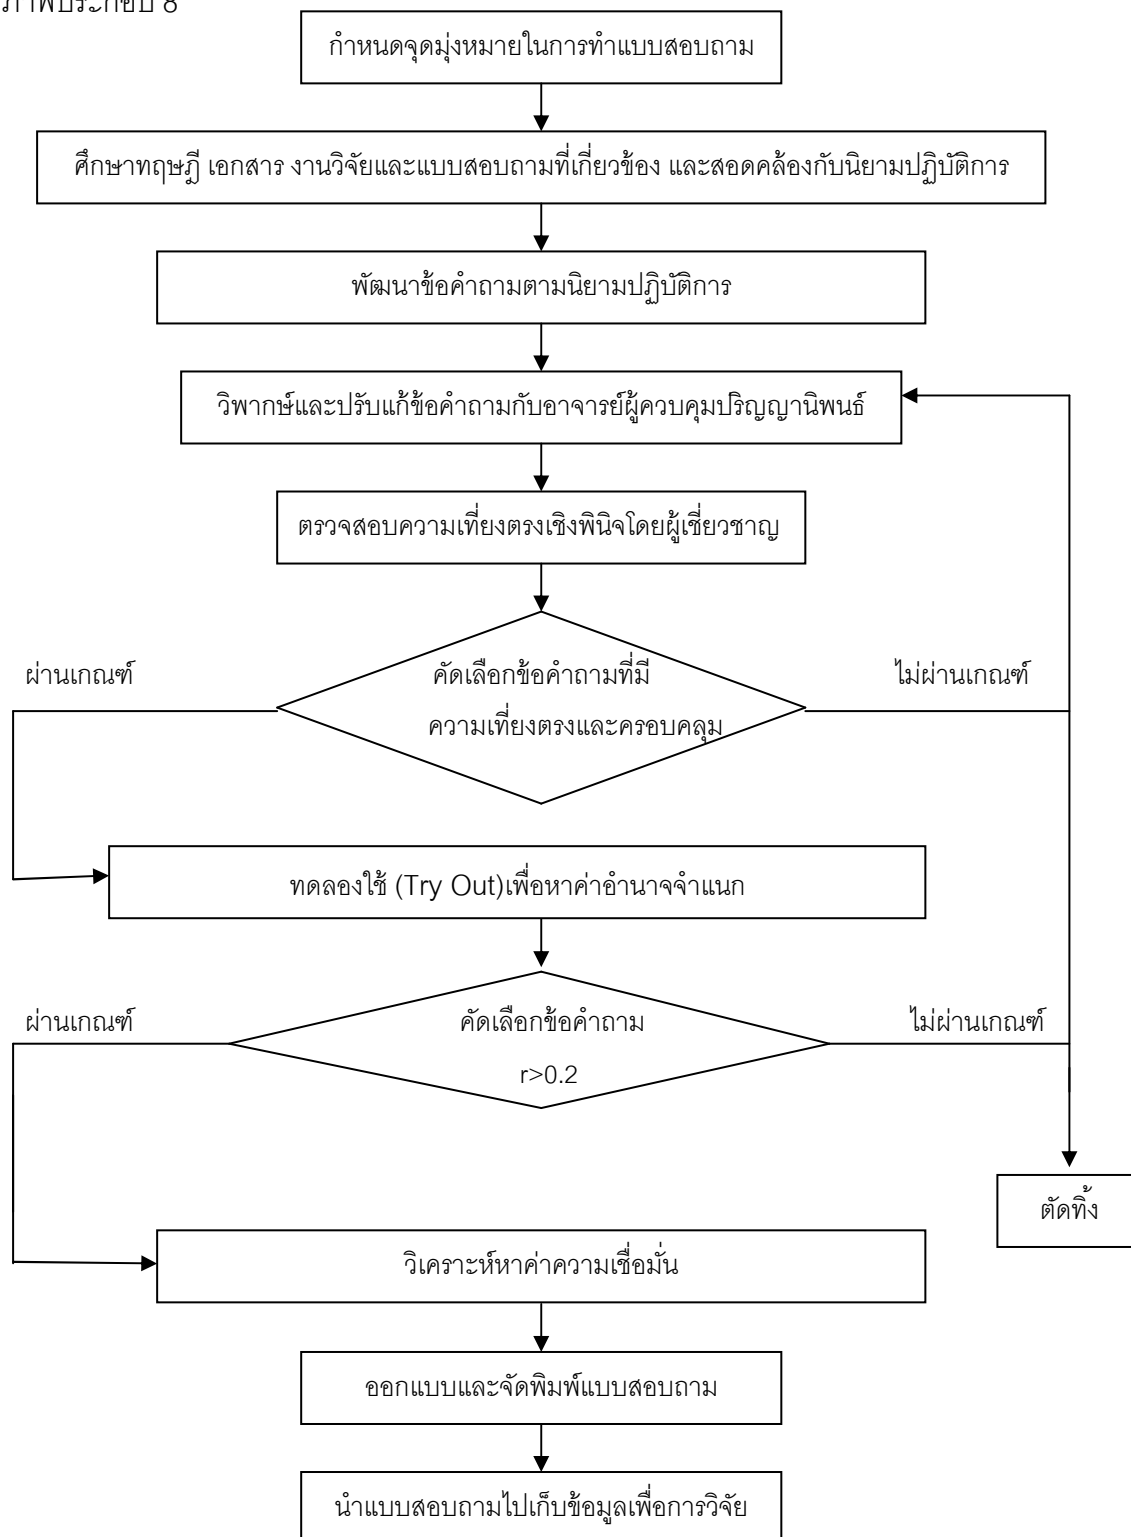 ภาพประกอบ 8
กำหนดจุดมุ่งหมายในการทำแบบสอบถาม
ศึกษาทฤษฎี เอกสาร งานวิจัยและแบบสอบถามที่เกี่ยวข้อง และสอดคล้องกับนิยามปฏิบัติการ
พัฒนาข้อคำถามตามนิยามปฏิบัติการ
วิพากษ์และปรับแก้ข้อคำถามกับอาจารย์ผู้ควบคุมปริญญานิพนธ์
ตรวจสอบความเที่ยงตรงเชิงพินิจโดยผู้เชี่ยวชาญ
ผ่านเกณฑ์
คัดเลือกข้อคำถามที่มี
ความเที่ยงตรงและครอบคลุม
ไม่ผ่านเกณฑ์
ทดลองใช้ (Try Out)เพื่อหาค่าอำนาจจำแนก
ผ่านเกณฑ์
คัดเลือกข้อคำถาม
r>0.2
ไม่ผ่านเกณฑ์
ตัดทิ้ง
วิเคราะห์หาค่าความเชื่อมั่น
ออกแบบและจัดพิมพ์แบบสอบถาม
นำแบบสอบถามไปเก็บข้อมูลเพื่อการวิจัย